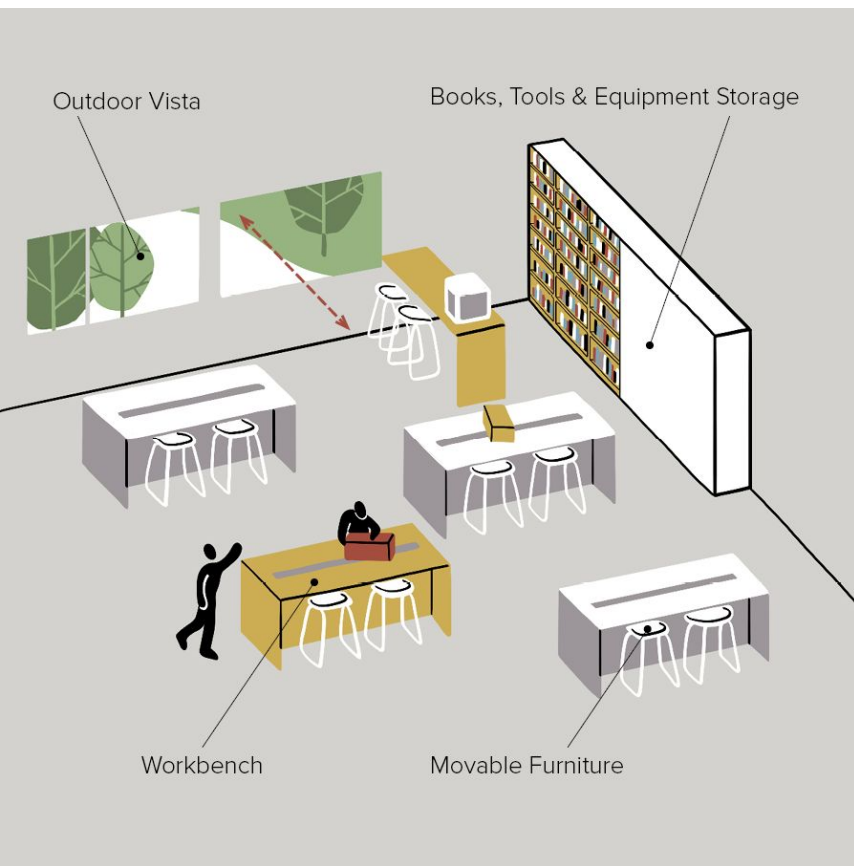 Outdoor Vista
Books, Tools & Equipment Storage
Workbench
Movable Furniture